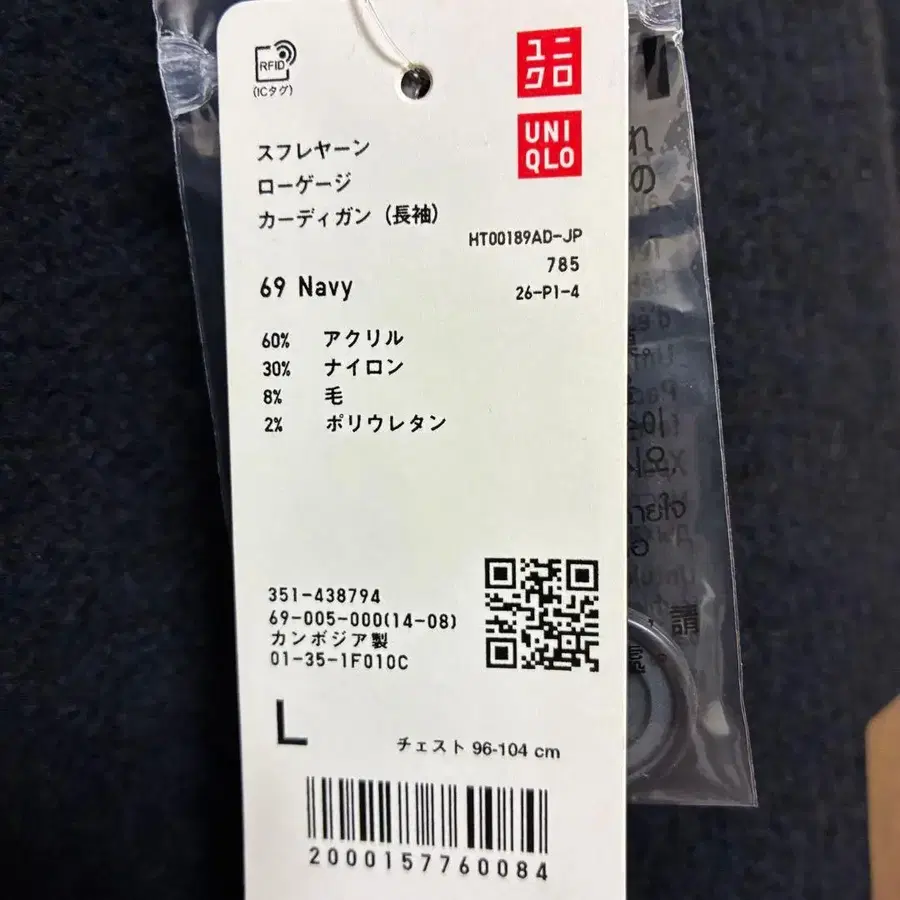 RFID
(ICタグ)
ユニ
クロ
UNI
QLO
スフレヤーン
ローゲージ
カーディガン（長袖）
HT00189AD-JP
785
26-P1-4
69 Navy
60% アクリル
30% ナイロン
8% 毛
2% ポリウレタン
351-438794
69-005-000(14-08)
カンボジア製
01-35-1F010C
L
チェスト 96-104 cm
2000157760084
れ
の
請